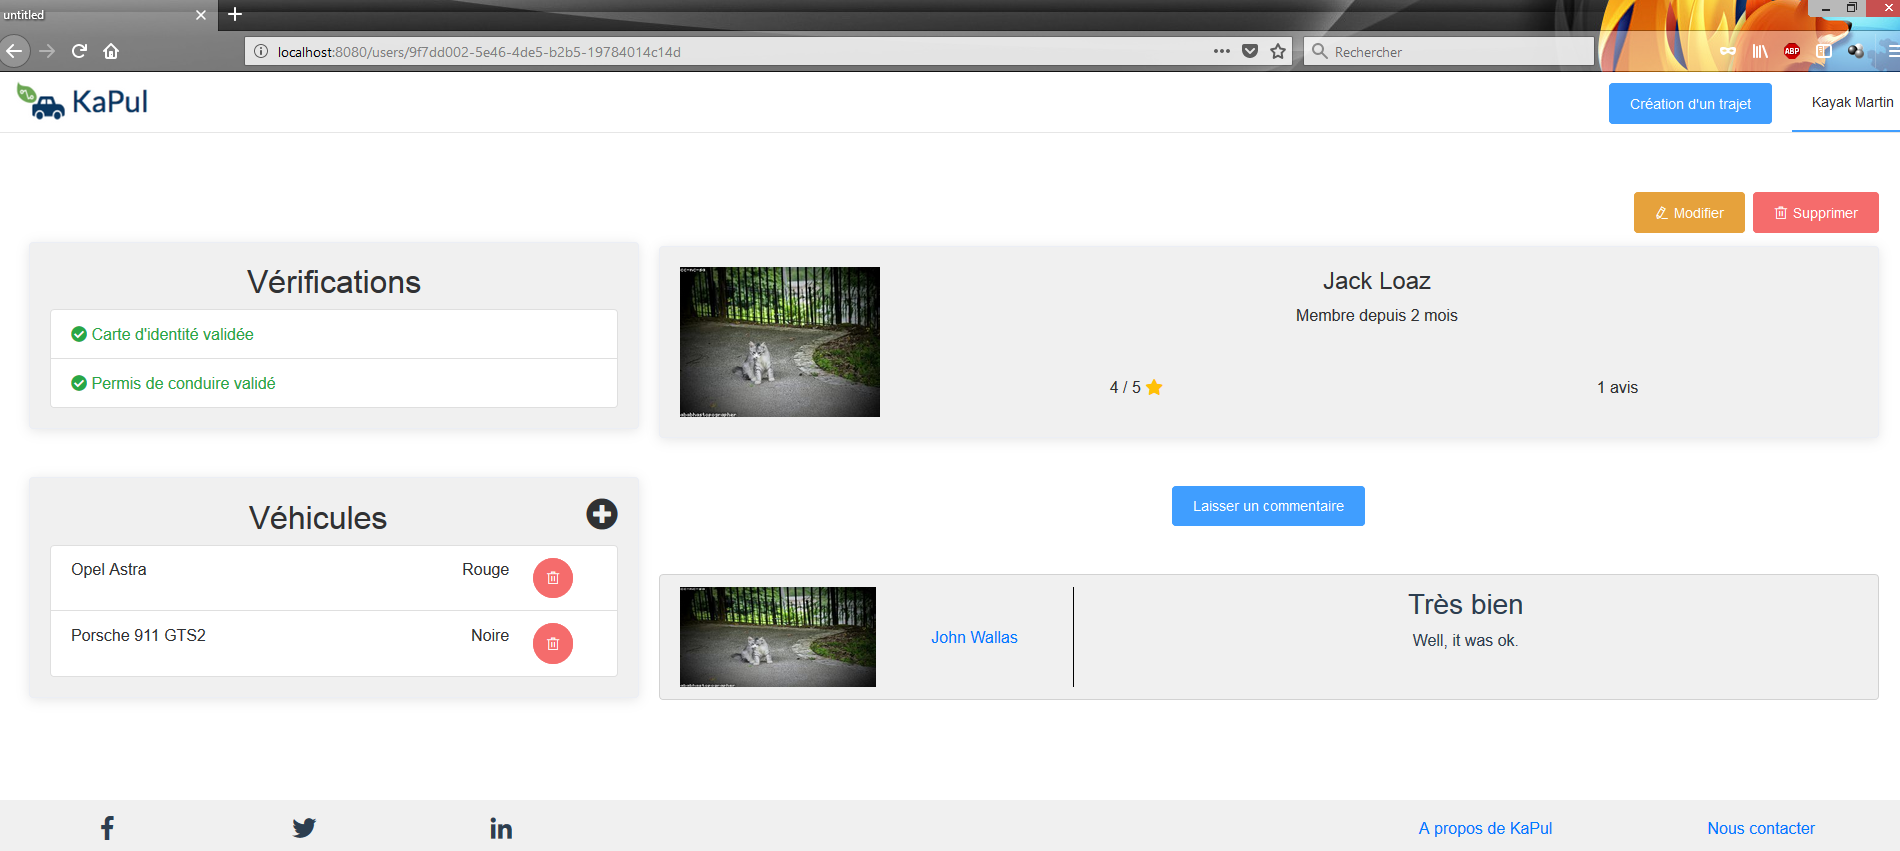 untitled
localhost:8080/users/9f7dd002-5e46-4de5-b2b5-19784014c14d
Rechercher
ABP
KaPul
Création d'un trajet
Kayak Martin
Modifier
Supprimer
Vérifications
Carte d'identité validée
Permis de conduire validé
Jack Loaz
Membre depuis 2 mois
4 / 5
1 avis
Véhicules
Opel Astra Rouge
Porsche 911 GTS2 Noire
Laisser un commentaire
John Wallas
Très bien
Well, it was ok.
A propos de KaPul
Nous contacter